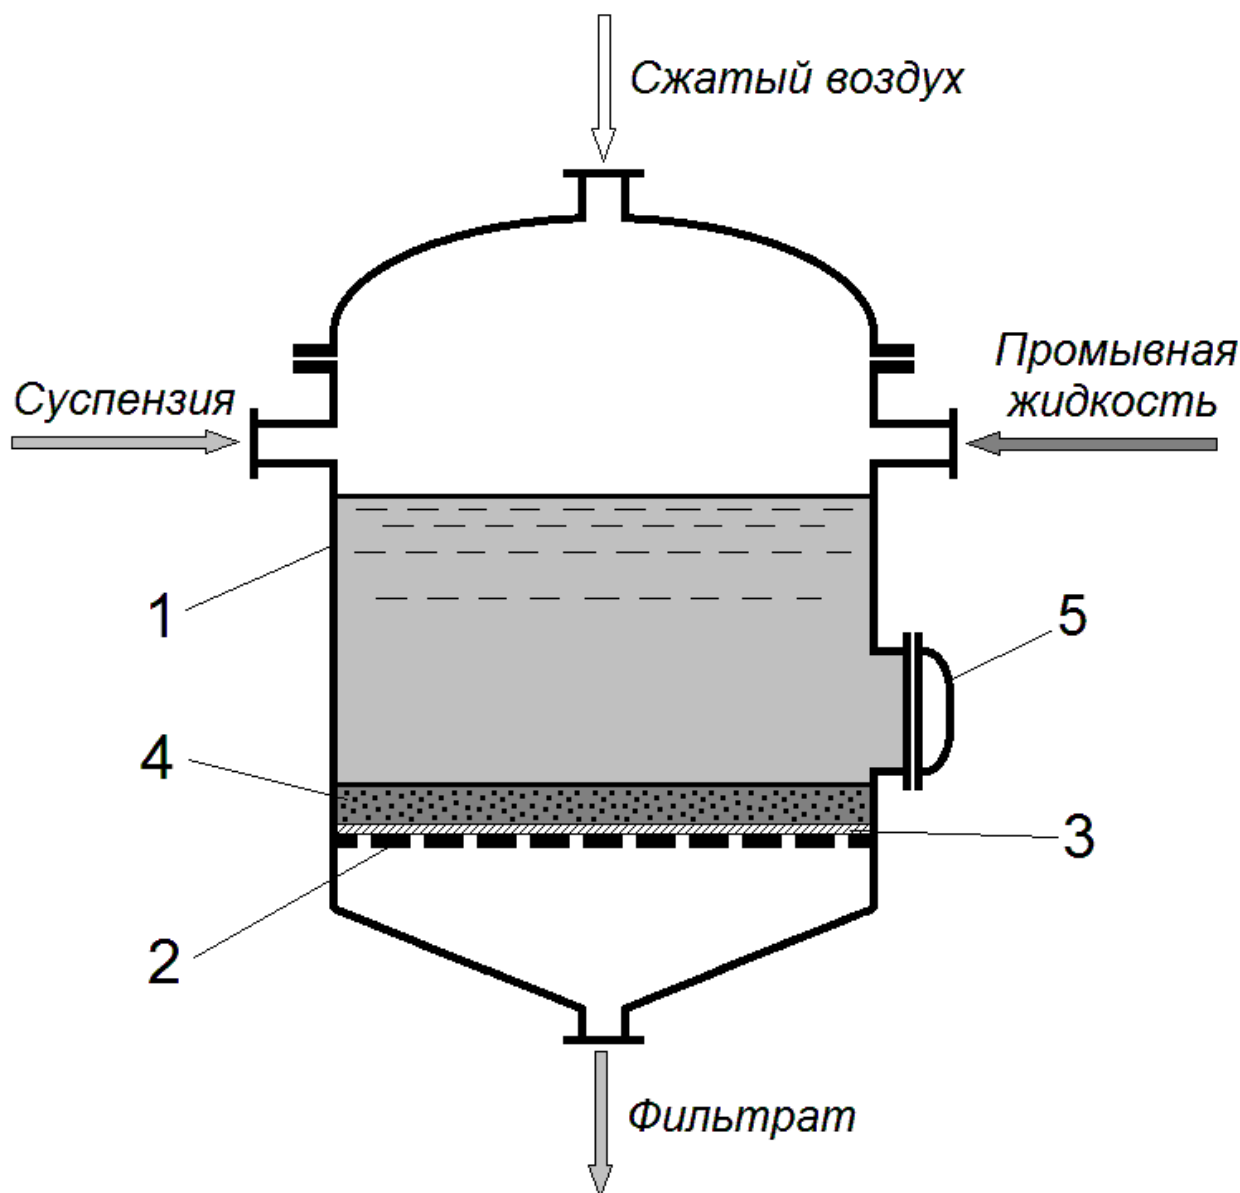 Сжатый воздух
Промывная
жидкость
Суспензия
1
5
4
3
2
Фильтрат